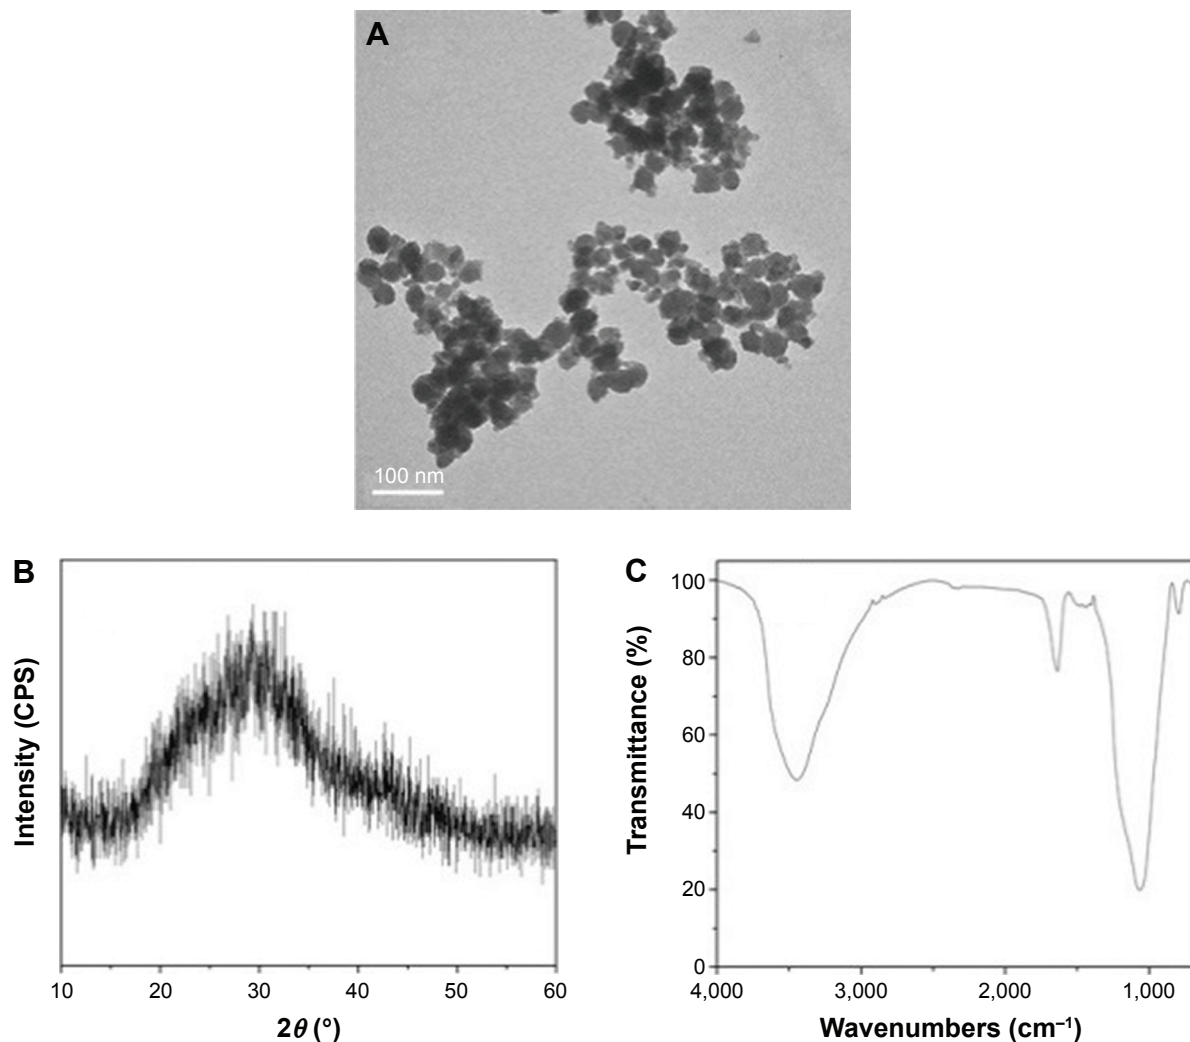 A
100 nm
B
Intensity (CPS)
10
20
30
40
50
60
2θ (°)
C
Transmittance (%)
100
80
60
40
20
0
4,000
3,000
2,000
1,000
Wavenumbers (cm⁻¹)